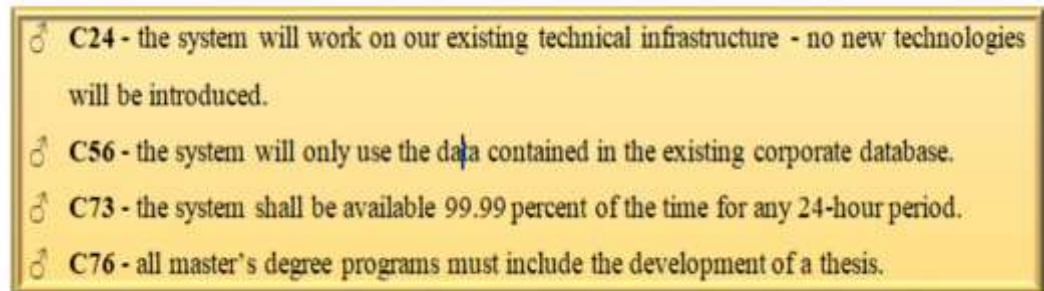 ♂ C24 - the system will work on our existing technical infrastructure - no new technologies
will be introduced.
♂ C56 - the system will only use the data contained in the existing corporate database.
♂ C73 - the system shall be available 99.99 percent of the time for any 24-hour period.
♂ C76 - all master's degree programs must include the development of a thesis.